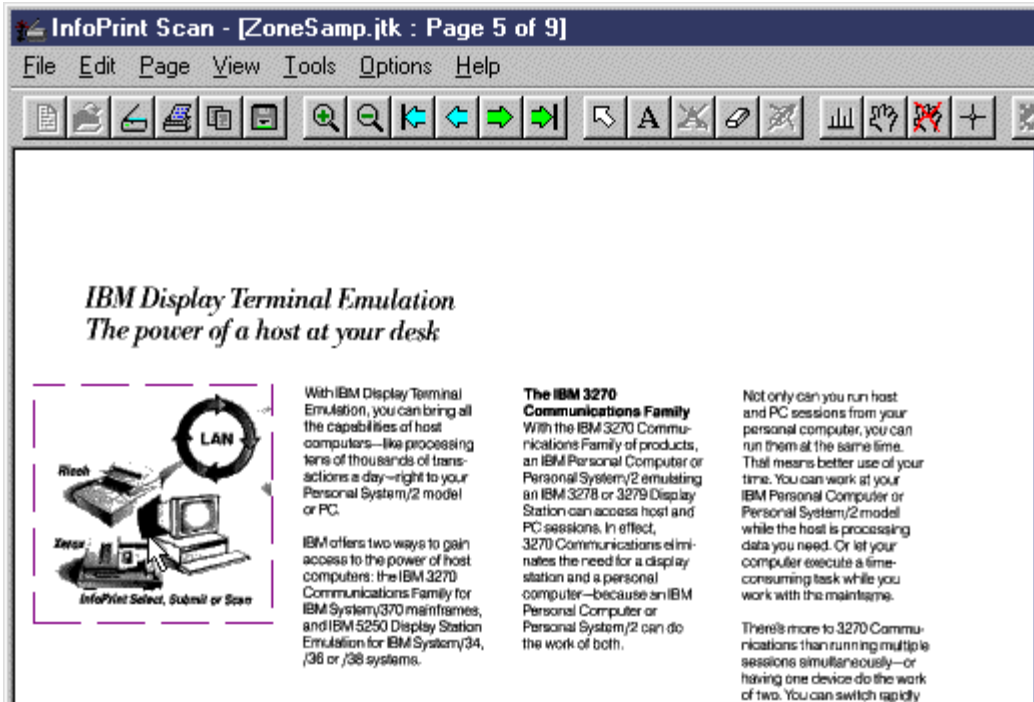 InfoPrint Scan - [ZoneSamp.jtk : Page 5 of 9]
File Edit Page View Tools Options Help
A
IBM Display Terminal Emulation
The power of a host at your desk
LAN
Ricoh
Xerox
InfoPrint Select, Submit or Scan
With IBM Display Terminal
Emulation, you can bring all
the capabilities of host
computers—like processing
tens of thousands of trans-
actions a day—right to your
Personal System/2 model
or PC.
IBM offers two ways to gain
access to the power of host
computers: the IBM 3270
Communications Family for
IBM System/370 mainframes,
and IBM 5250 Display Station
Emulation for IBM System/34,
/36 or /38 systems.
The IBM 3270
Communications Family
With the IBM 3270 Commu-
nications Family of products,
an IBM Personal Computer or
Personal System/2 emulating
an IBM 3278 or 3279 Display
Station can access host and
PC sessions. In effect,
3270 Communications elimi-
nates the need for a display
station and a personal
computer—because an IBM
Personal Computer or
Personal System/2 can do
the work of both.
Not only can you run host
and PC sessions from your
personal computer, you can
run them at the same time.
That means better use of your
time. You can work at your
IBM Personal Computer or
Personal System/2 model
while the host is processing
data you need. Or let your
computer execute a time-
consuming task while you
work with the mainframe.
There's more to 3270 Commu-
nications than running multiple
sessions simultaneously—or
having one device do the work
of two. You can switch rapidly